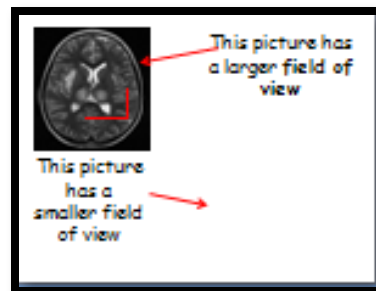 This picture has
a larger field of
view
This picture
has a
smaller field
of view